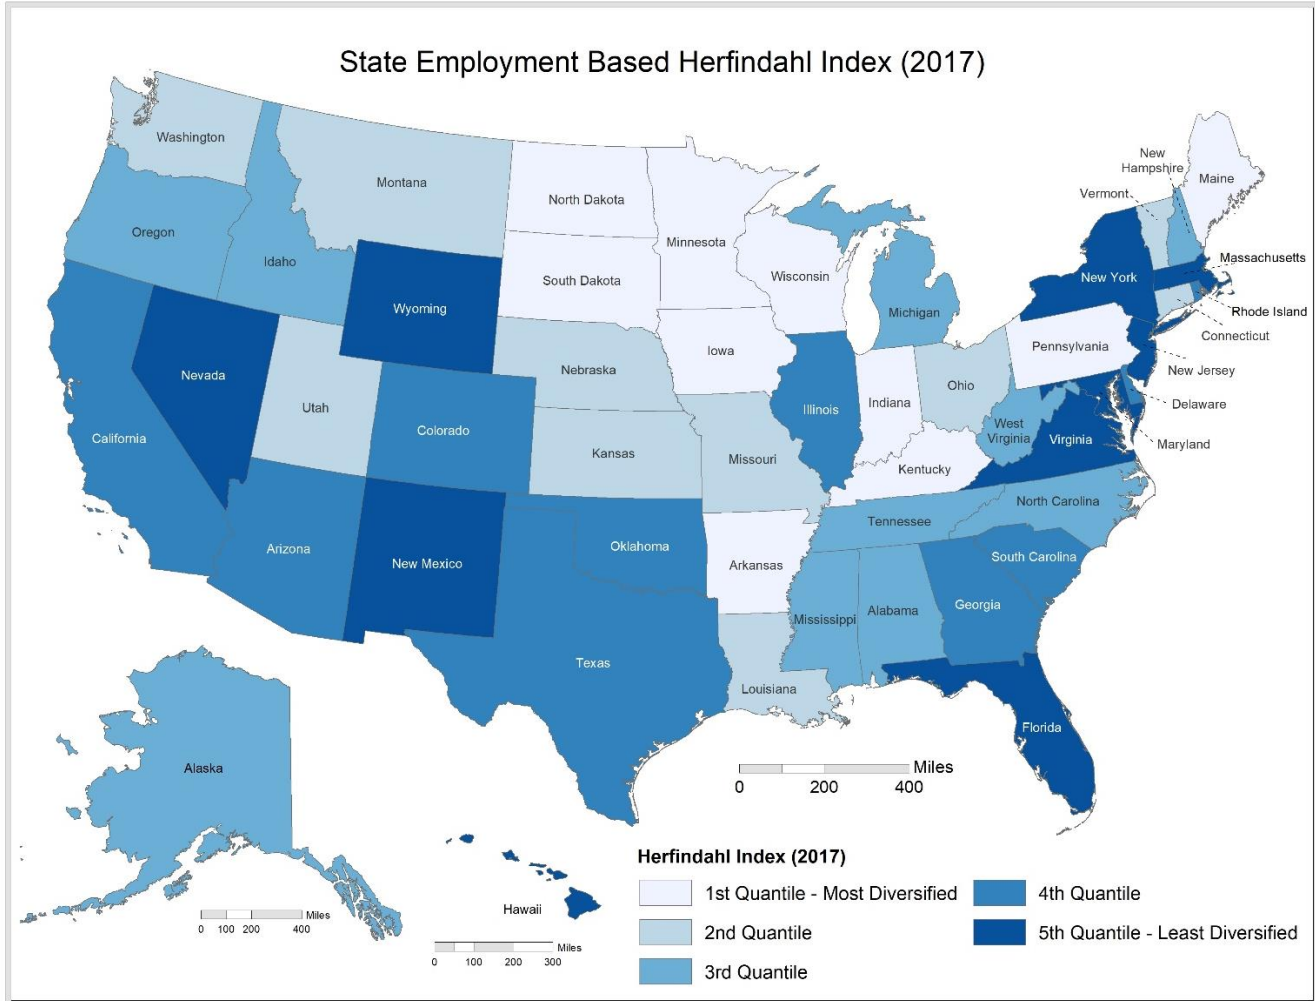 State Employment Based Herfindahl Index (2017)
Washington
Montana
North Dakota
Minnesota
Maine
New
Hampshire
Vermont
Oregon
Idaho
Wisconsin
South Dakota
Wyoming
Michigan
New York
Massachusetts
Rhode Island
Connecticut
Pennsylvania
New Jersey
Delaware
Maryland
Nevada
Utah
Colorado
California
Nebraska
Iowa
Kansas
Missouri
Illinois
Indiana
Ohio
West
Virginia
Virginia
Kentucky
North Carolina
Tennessee
South Carolina
Arizona
New Mexico
Oklahoma
Arkansas
Texas
Louisiana
Mississippi
Alabama
Georgia
Florida
Alaska
Hawaii
Miles
0 200 400
Miles
0 100 200 400
Miles
0 100 200 300
Herfindahl Index (2017)
1st Quantile - Most Diversified
2nd Quantile
3rd Quantile
4th Quantile
5th Quantile - Least Diversified